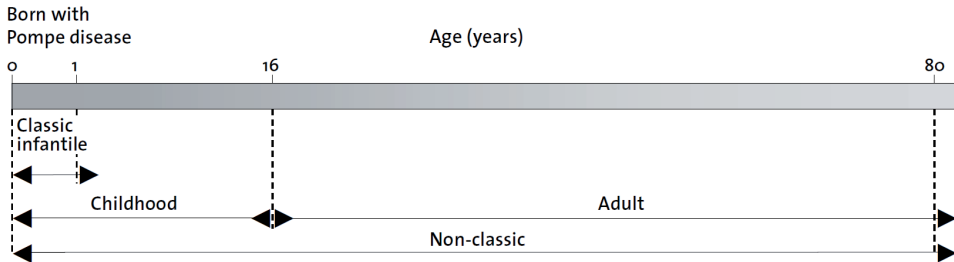 Born with
Pompe disease
Age (years)
0 1 16 80
Classic
infantile
Childhood Adult
Non-classic